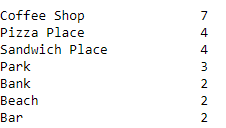 Coffee Shop 7
Pizza Place 4
Sandwich Place 4
Park 3
Bank 2
Beach 2
Bar 2